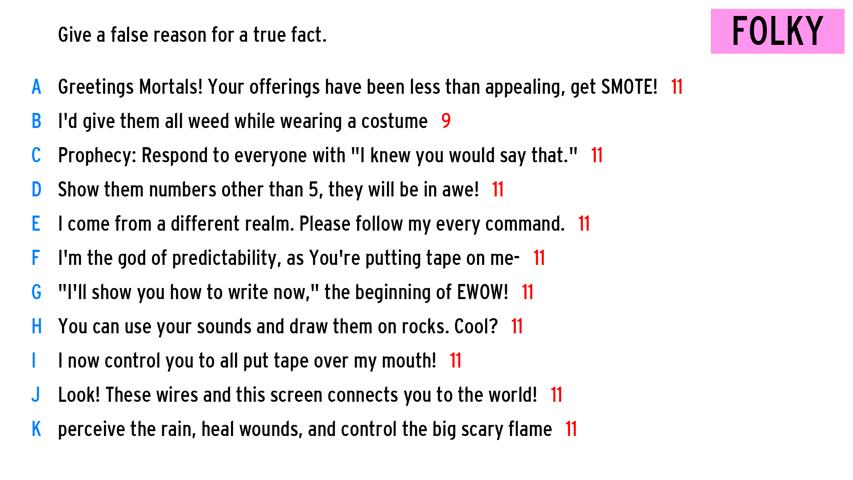 Give a false reason for a true fact.
FOLKY
A Greetings Mortals! Your offerings have been less than appealing, get SMOTE! 11
B I'd give them all weed while wearing a costume 9
C Prophecy: Respond to everyone with "I knew you would say that." 11
D Show them numbers other than 5, they will be in awe! 11
E I come from a different realm. Please follow my every command. 11
F I'm the god of predictability, as You're putting tape on me- 11
G "I'll show you how to write now," the beginning of EWOW! 11
H You can use your sounds and draw them on rocks. Cool? 11
I I now control you to all put tape over my mouth! 11
J Look! These wires and this screen connects you to the world! 11
K perceive the rain, heal wounds, and control the big scary flame 11